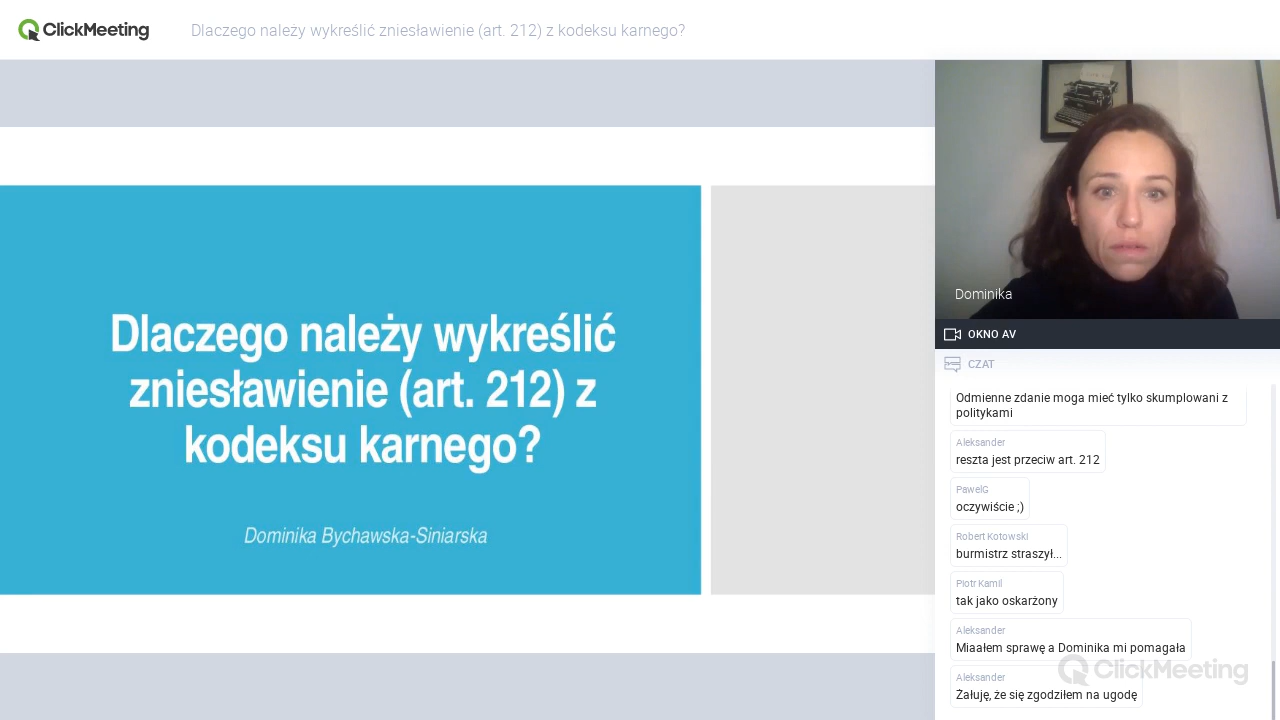 ClickMeeting
Dlaczego należy wykreślić zniesławienie (art. 212) z kodeksu karnego?
Dlaczego należy wykreślić
zniesławienie (art. 212) z
kodeksu karnego?
Dominika Bychawska-Siniarska
Dominika
OKNO AV
CZAT
Odmienne zdanie moga mieć tylko skumplowani z
politykami
Aleksander
reszta jest przeciw art. 212
PawelG
oczywiście ;)
Robert Kotowski
burmistrz straszył...
Piotr Kamil
tak jako oskarżony
Aleksander
Miaałem sprawę a Dominika mi pomagała
Aleksander
Żałuję, że się zgodziłem na ugodę
ClickMeeting